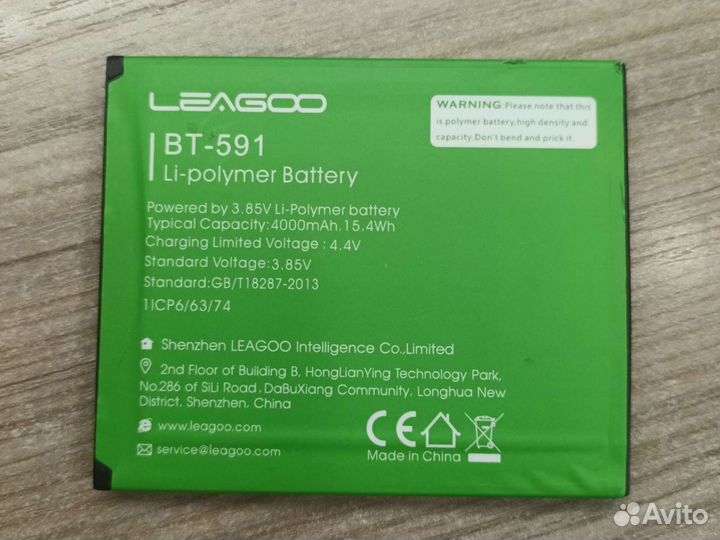 LEAGOO
BT-591
Li-polymer Battery
WARNING Please note that this
is polymer battery,high density and
capacity.Don't bend and prick it.
Powered by 3.85V Li-Polymer battery
Typical Capacity:4000mAh.15.4Wh
Charging Limited Voltage : 4.4V
Standard Voltage:3.85V
Standard:GB/T18287-2013
1ICP6/63/74
Shenzhen LEAGOO Intelligence Co.,Limited
2nd Floor of Building B, HongLianYing Technology Park,
No.286 of SiLi Road, DaBuXiang Community, Longhua New
District, Shenzhen, China
www.leagoo.com
service@leagoo.com
CE
Made in China
Avito